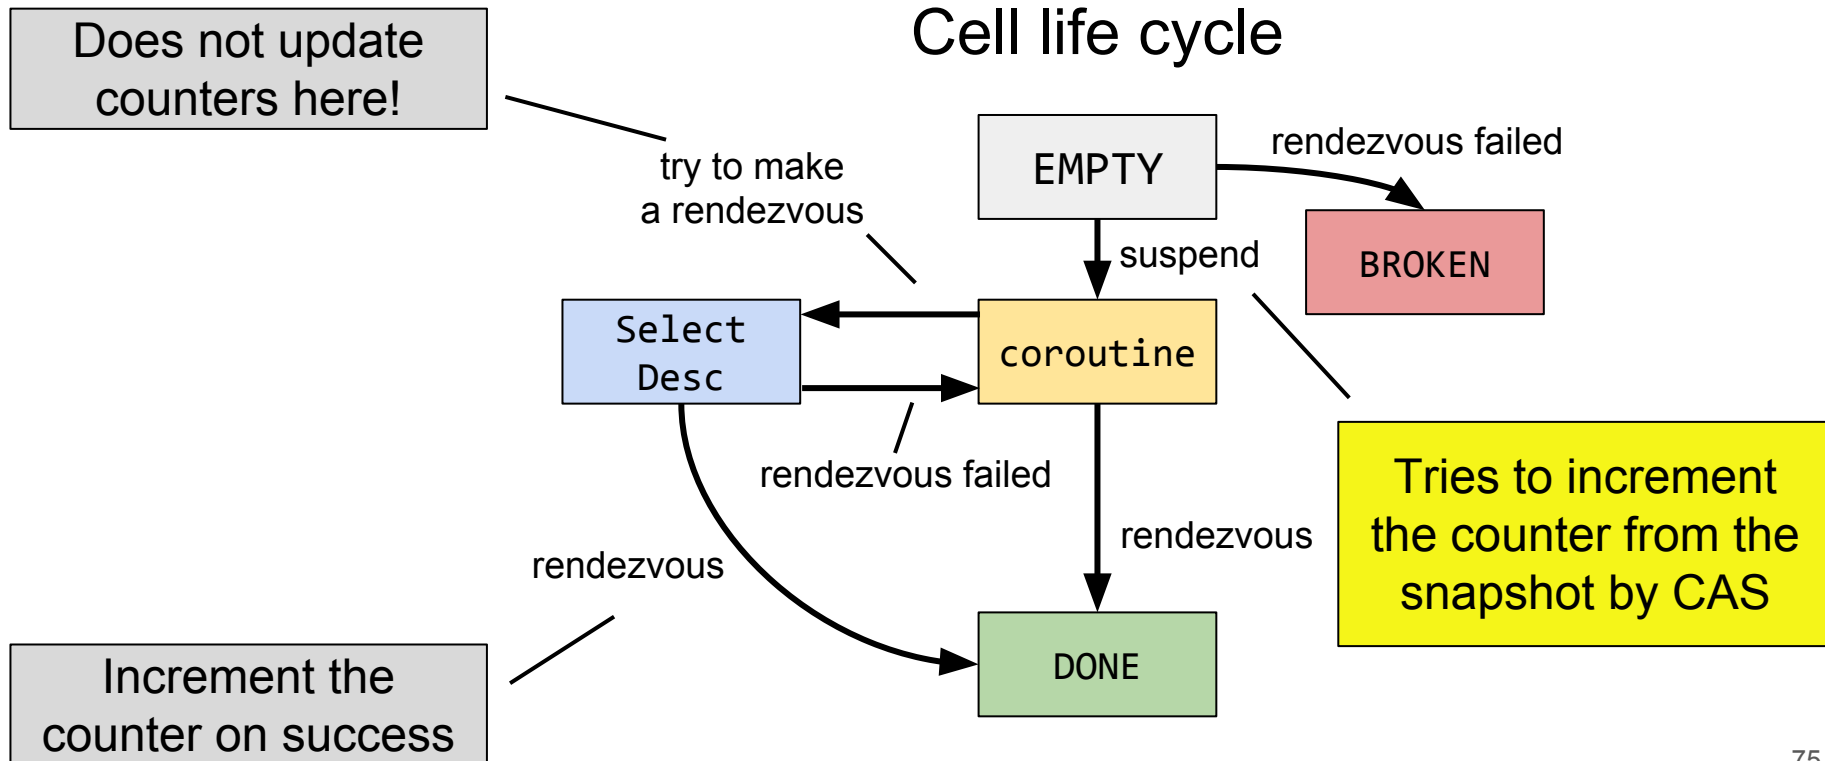 Cell life cycle
Does not update
counters here!
try to make
a rendezvous
EMPTY
rendezvous failed
BROKEN
suspend
Select
Desc
coroutine
rendezvous failed
rendezvous
rendezvous
Tries to increment
the counter from the
snapshot by CAS
DONE
Increment the
counter on success
75